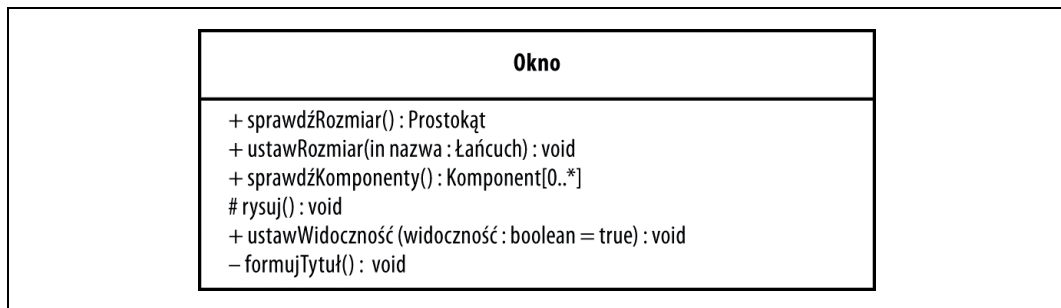 Okno
+ sprawdźRozmiar() : Prostokąt
+ ustawRozmiar(in nazwa : Łańcuch) : void
+ sprawdźKomponenty() : Komponent[0..*]
# rysuj() : void
+ ustawWidoczność (widoczność : boolean = true) : void
– formujTytuł() : void